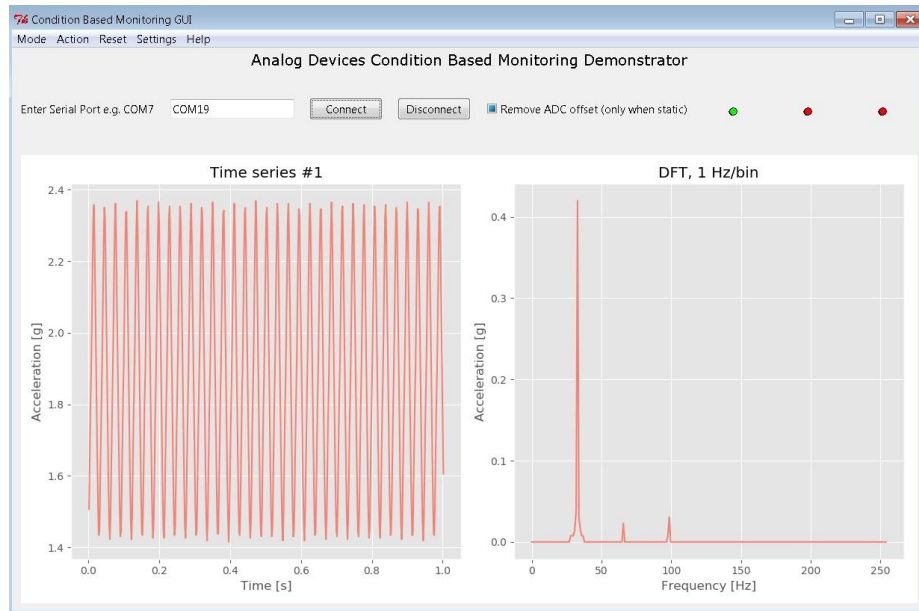 Condition Based Monitoring GUI
Mode Action Reset Settings Help
Analog Devices Condition Based Monitoring Demonstrator
Enter Serial Port e.g. COM7 COM19 Connect Disconnect Remove ADC offset (only when static)
Time series #1
2.4
2.2
2.0
1.8
1.6
1.4
Acceleration [g]
0.0 0.2 0.4 0.6 0.8 1.0
Time [s]
DFT, 1 Hz/bin
0.4
0.3
0.2
0.1
0.0
Acceleration [g]
0 50 100 150 200 250
Frequency [Hz]